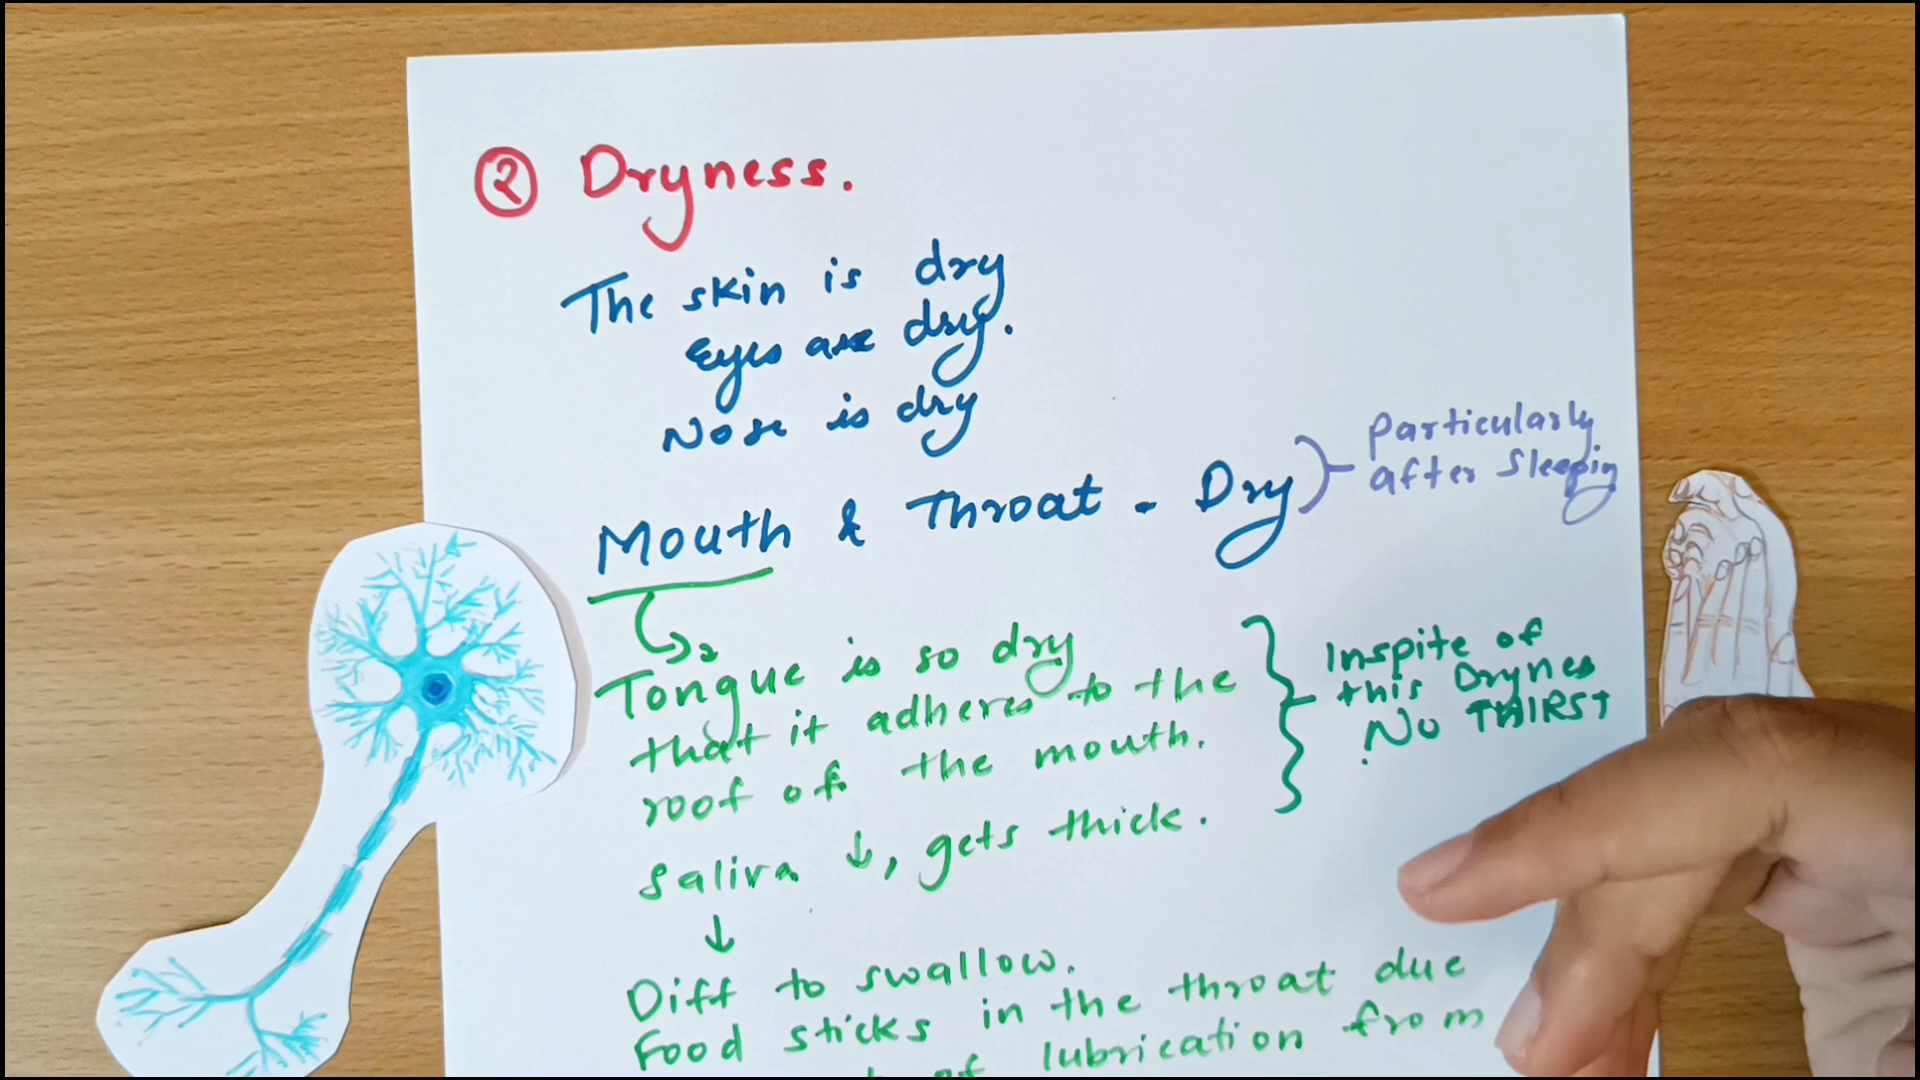 ② Dryness.
The skin is dry
Eyes are dry.
Nose is dry
Mouth & Throat - Dry
Particularly
after Sleeping
Tongue is so dry
that it adheres to the
roof of the mouth.
Inspite of
this Drynes
No THIRST
Saliva ↓, gets thick.
↓
Diff to swallow.
Food sticks in the throat due
of lubrication from